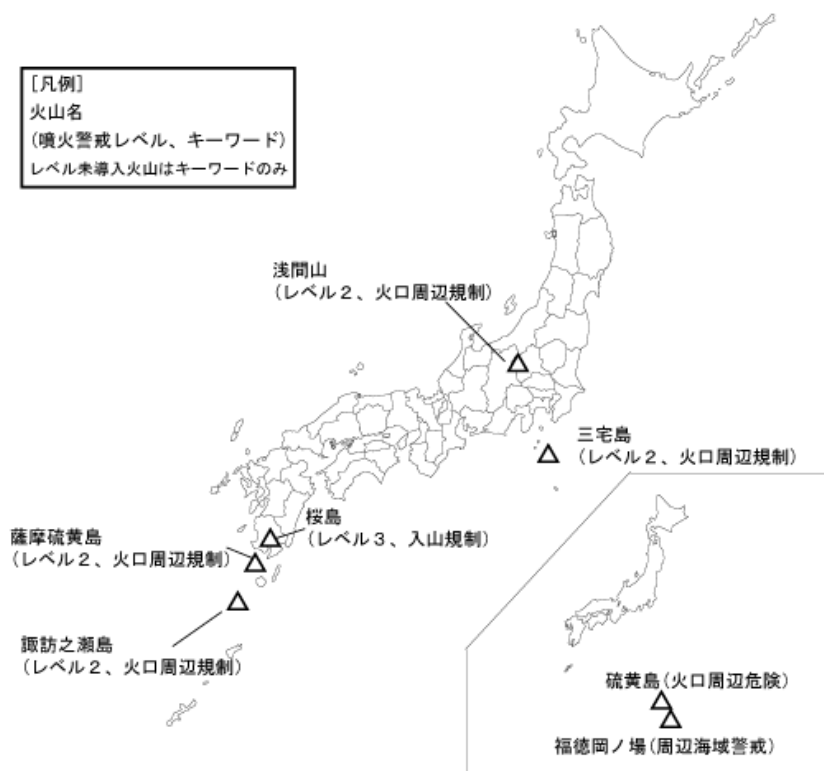 [凡例]
火山名
(噴火警戒レベル、キーワード)
レベル未導入火山はキーワードのみ
浅間山
(レベル2、火口周辺規制)
三宅島
(レベル2、火口周辺規制)
桜島
(レベル3、入山規制)
薩摩硫黄島
(レベル2、火口周辺規制)
諏訪之瀬島
(レベル2、火口周辺規制)
硫黄島(火口周辺危険)
福徳岡ノ場(周辺海域警戒)